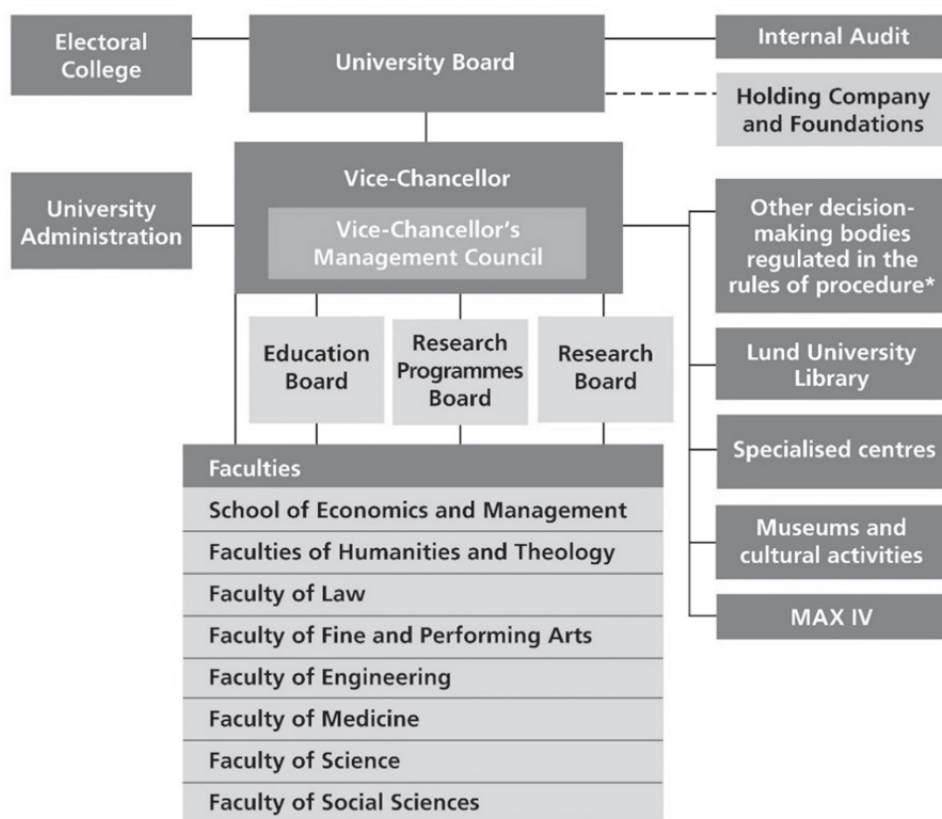 Electoral
College
University Board
Internal Audit
Holding Company
and Foundations
University
Administration
Vice-Chancellor
Vice-Chancellor's
Management Council
Other decision-
making bodies
regulated in the
rules of procedure*
Education
Board
Research
Programmes
Board
Research
Board
Lund University
Library
Specialised centres
Museums and
cultural activities
MAX IV
Faculties
School of Economics and Management
Faculties of Humanities and Theology
Faculty of Law
Faculty of Fine and Performing Arts
Faculty of Engineering
Faculty of Medicine
Faculty of Science
Faculty of Social Sciences